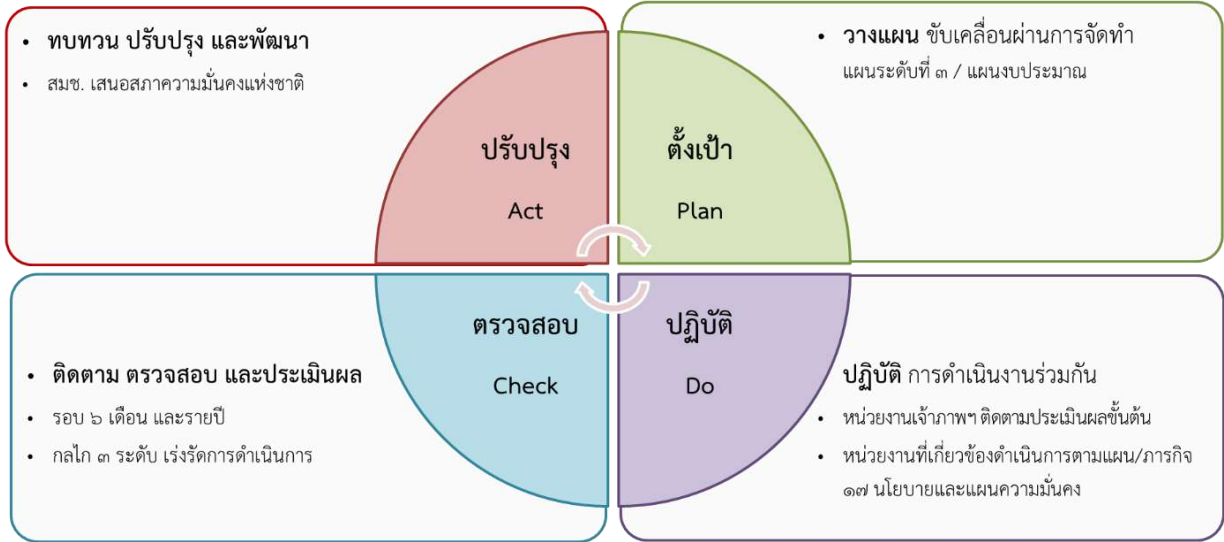 • ทบทวน ปรับปรุง และพัฒนา
• สมช. เสนอสภาความมั่นคงแห่งชาติ
ปรับปรุง
Act
• วางแผน ขับเคลื่อนผ่านการจัดทำ
แผนระดับที่ ๓ / แผนงบประมาณ
ตั้งเป้า
Plan
• ติดตาม ตรวจสอบ และประเมินผล
• รอบ ๖ เดือน และรายปี
• กลไก ๓ ระดับ เร่งรัดการดำเนินการ
ตรวจสอบ
Check
ปฏิบัติ
Do
ปฏิบัติ การดำเนินงานร่วมกัน
• หน่วยงานเจ้าภาพฯ ติดตามประเมินผลขั้นต้น
• หน่วยงานที่เกี่ยวข้องดำเนินการตามแผน/ภารกิจ
๑๗ นโยบายและแผนความมั่นคง